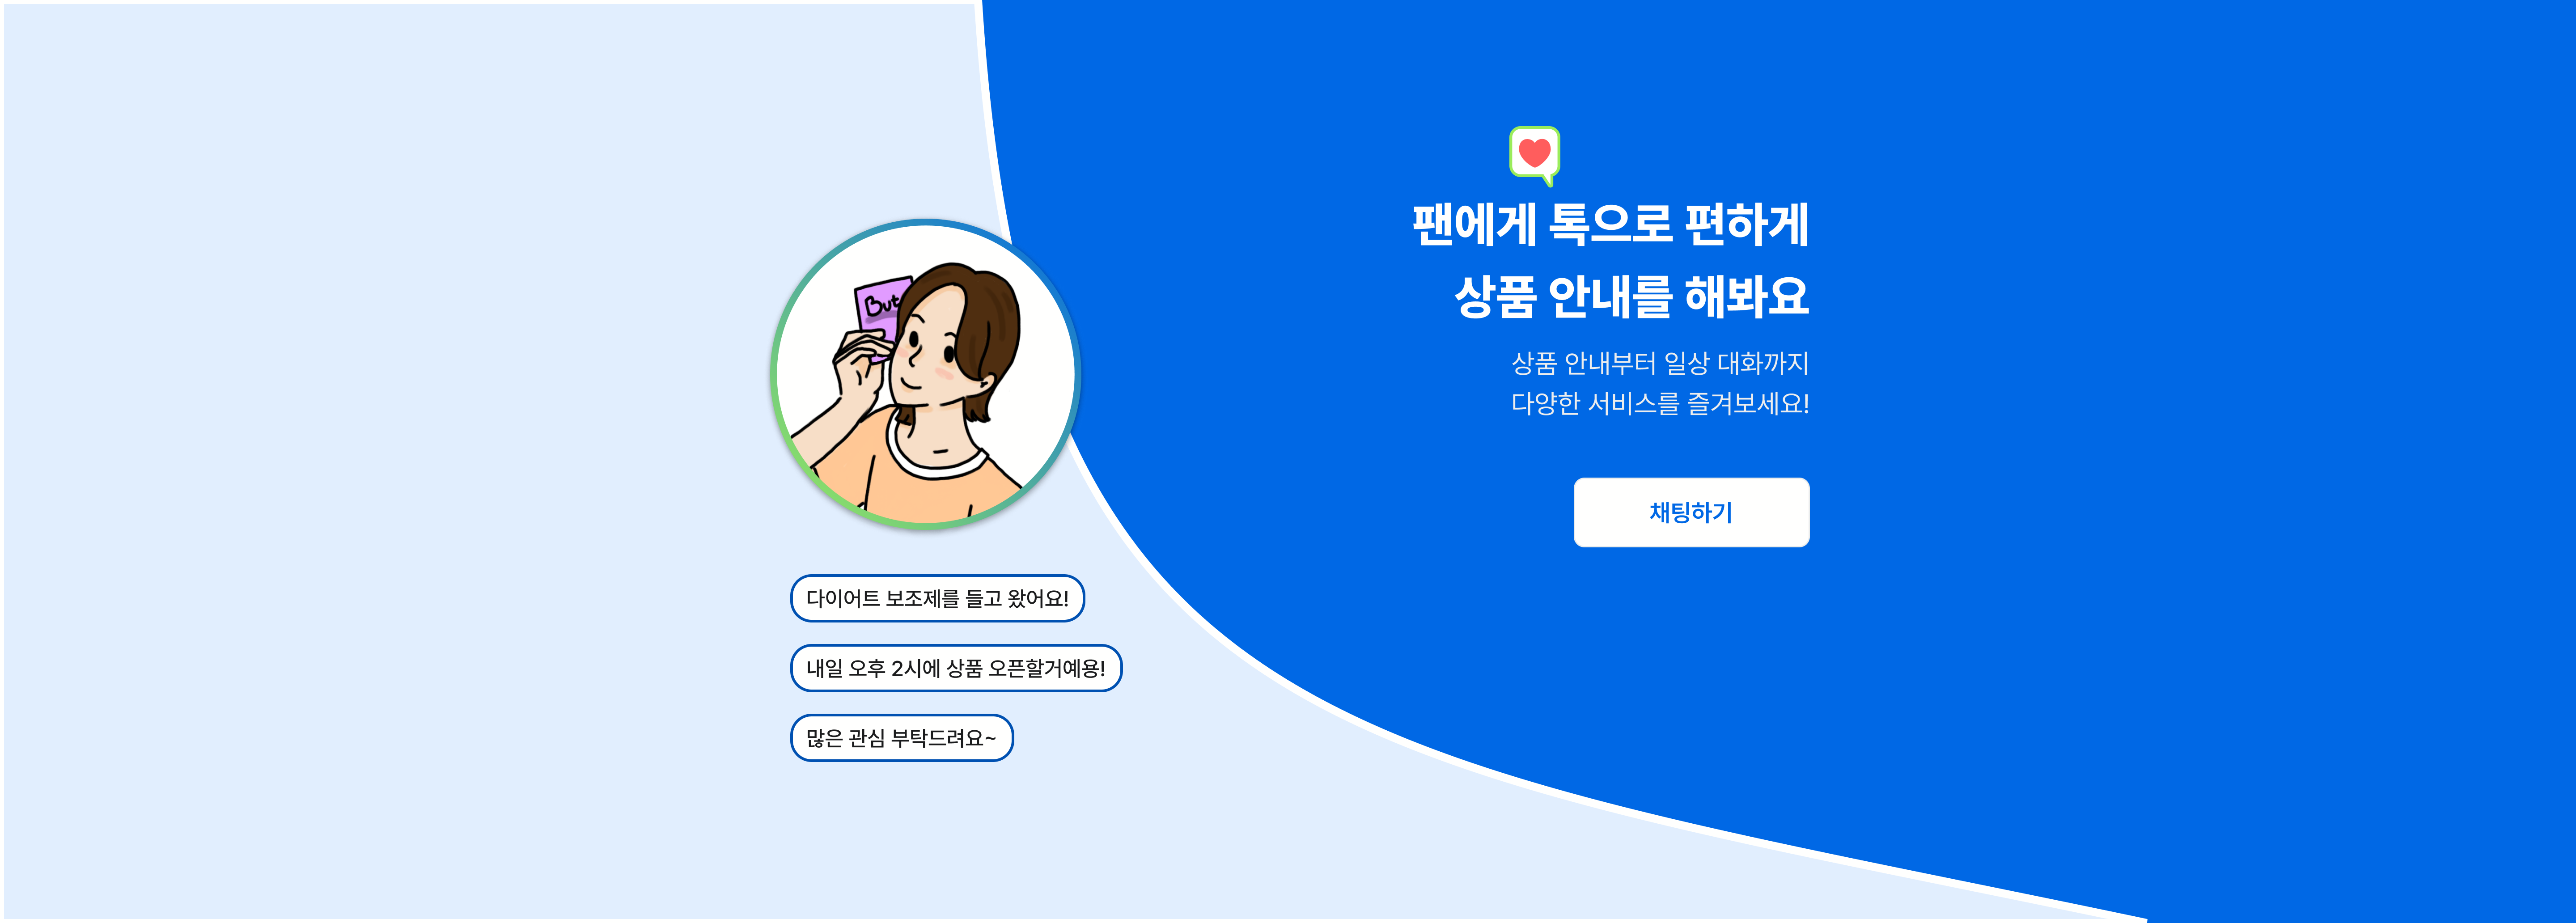 팬에게 톡으로 편하게
상품 안내를 해봐요
상품 안내부터 일상 대화까지
다양한 서비스를 즐겨보세요!
채팅하기
But
다이어트 보조제를 들고 왔어요!
내일 오후 2시에 상품 오픈할거예용!
많은 관심 부탁드려요~